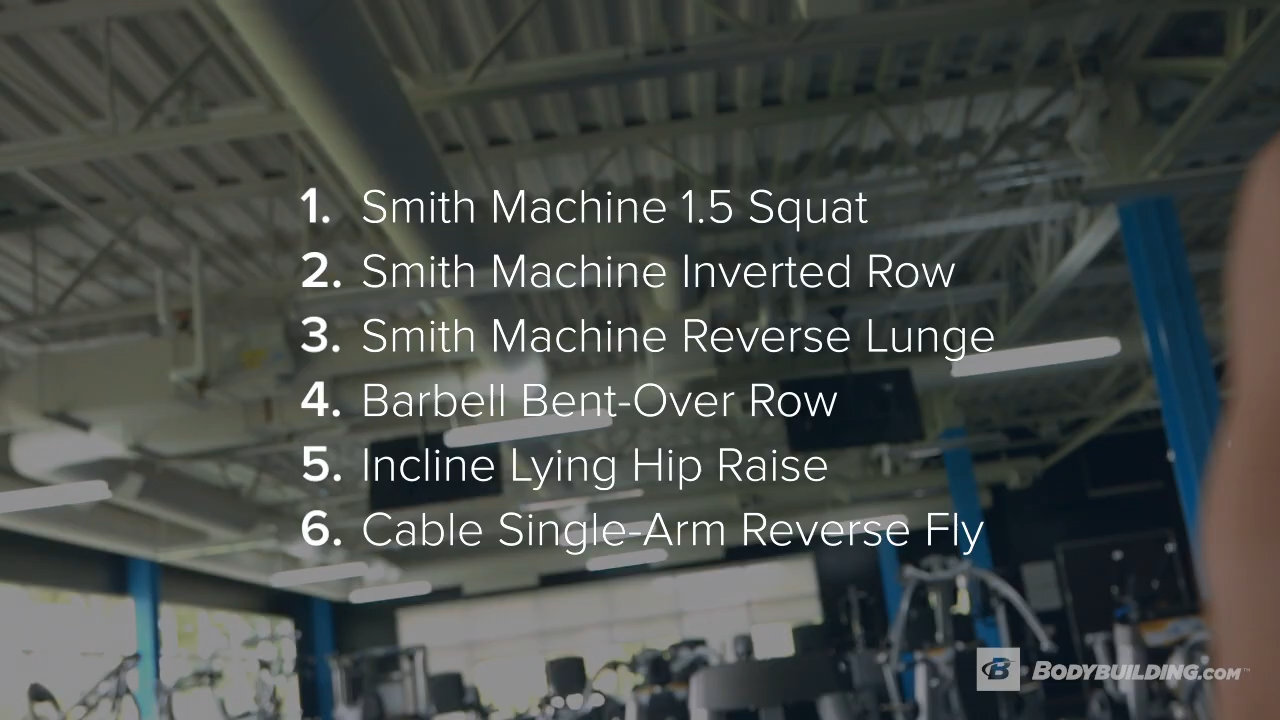 1. Smith Machine 1.5 Squat
2. Smith Machine Inverted Row
3. Smith Machine Reverse Lunge
4. Barbell Bent-Over Row
5. Incline Lying Hip Raise
6. Cable Single-Arm Reverse Fly
B BODYBUILDING.COM™